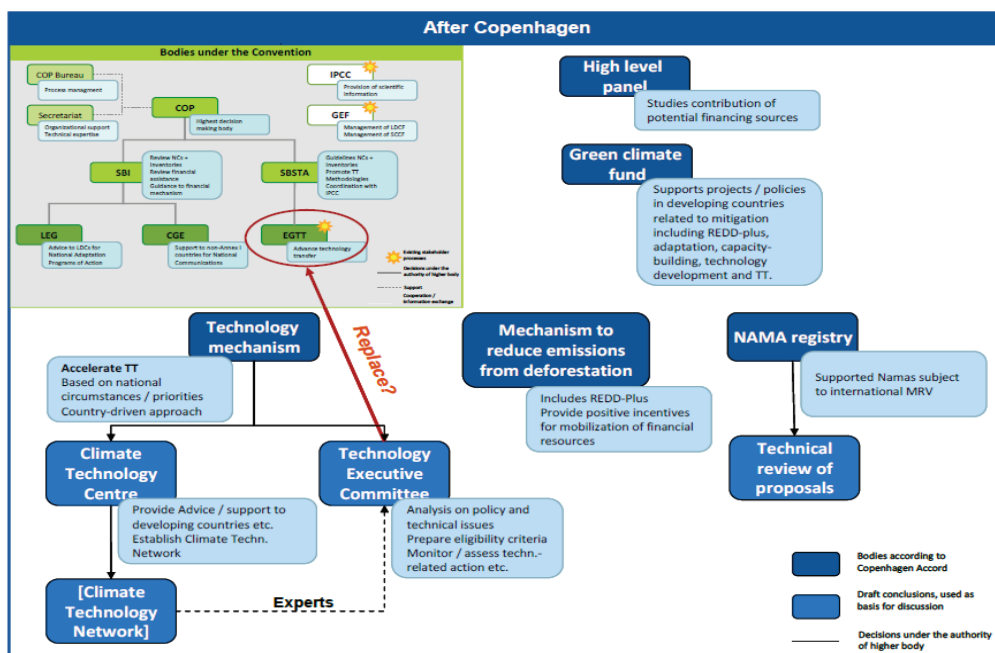 After Copenhagen
Bodies under the Convention
COP Bureau
Process managment
Secretariat
Organizational support
Technical expertise
COP
Highest decision
making body
IPCC
Provision of scientific
information
GEF
Management of LDCF
Management of SCCF
SBI
Review NCs +
Inventories
Review financial
assistance
Guidance to financial
mechanism
SBSTA
Guidelines NCs +
Inventories
Promote TT
Methodologies
Coordination with
IPCC
LEG
Advice to LDCs for
National Adaptation
Programs of Action
CGE
Support to non-Annex I
countries for National
Communications
EGTT
Advance technology
transfer
Existing stakeholder
processes
Decisions under the
authority of higher body
Support
Cooperation /
information exchange
High level
panel
Studies contribution of
potential financing sources
Green climate
fund
Supports projects / policies
in developing countries
related to mitigation
including REDD-plus,
adaptation, capacity-
building, technology
development and TT.
Replace?
Technology
mechanism
Accelerate TT
Based on national
circumstances / priorities
Country-driven approach
Mechanism to
reduce emissions
from deforestation
Includes REDD-Plus
Provide positive incentives
for mobilization of financial
resources
NAMA registry
Supported Namas subject
to international MRV
Technical
review of
proposals
Climate
Technology
Centre
Provide Advice / support to
developing countries etc.
Establish Climate Techn.
Network
Technology
Executive
Committee
Analysis on policy and
technical issues
Prepare eligibility criteria
Monitor / assess techn.-
related action etc.
[Climate
Technology
Network]
Experts
Bodies according to
Copenhagen Accord
Draft conclusions, used as
basis for discussion
Decisions under the authority
of higher body